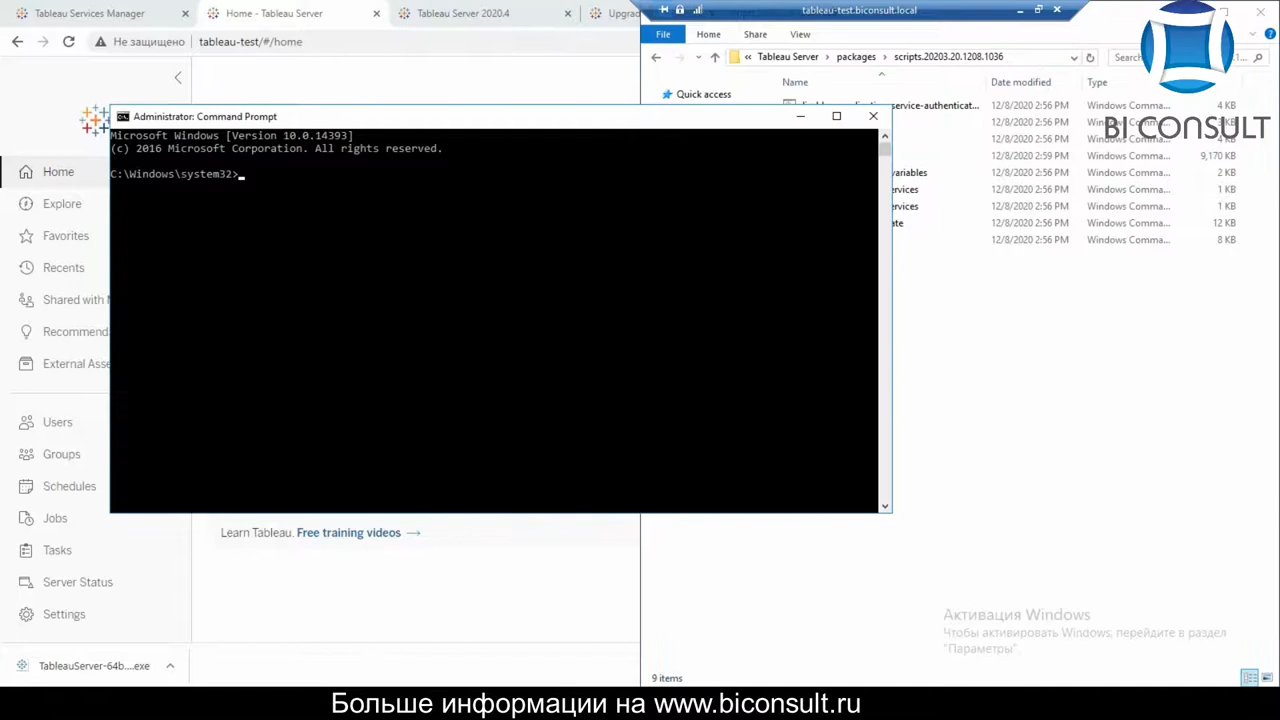 Tableau Services Manager
Home - Tableau Server
Tableau Server 2020.4
Upgra
tableau-test.biconsult.local
Не защищено
tableau-test/#/home
File
Home
Share
View
Tableau Server
packages
scripts.20203.20.1208.1036
Quick access
Name
Date modified
Type
12/8/2020 2:56 PM Windows Comma... 4 KB
12/8/2020 2:56 PM Windows Comma...
12/8/2020 2:56 PM Windows Comma...
12/8/2020 2:59 PM Windows Comma... 9,170 KB
ariables 12/8/2020 2:56 PM Windows Comma... 2 KB
ervices 12/8/2020 2:56 PM Windows Comma... 1 KB
ervices 12/8/2020 2:56 PM Windows Comma... 1 KB
ate 12/8/2020 2:56 PM Windows Comma... 12 KB
12/8/2020 2:56 PM Windows Comma... 8 KB
BI CONSULT
Administrator: Command Prompt
Microsoft Windows [Version 10.0.14393]
(c) 2016 Microsoft Corporation. All rights reserved.
C:\Windows\system32>
Home
Explore
Favorites
Recents
Shared with
Recommend
External Asse
Users
Groups
Schedules
Jobs
Tasks
Server Status
Settings
Learn Tableau. Free training videos →
Активация Windows
Чтобы активировать Windows, перейдите в раздел
"Параметры".
TableauServer-64b....exe
9 items
Больше информации на www.biconsult.ru